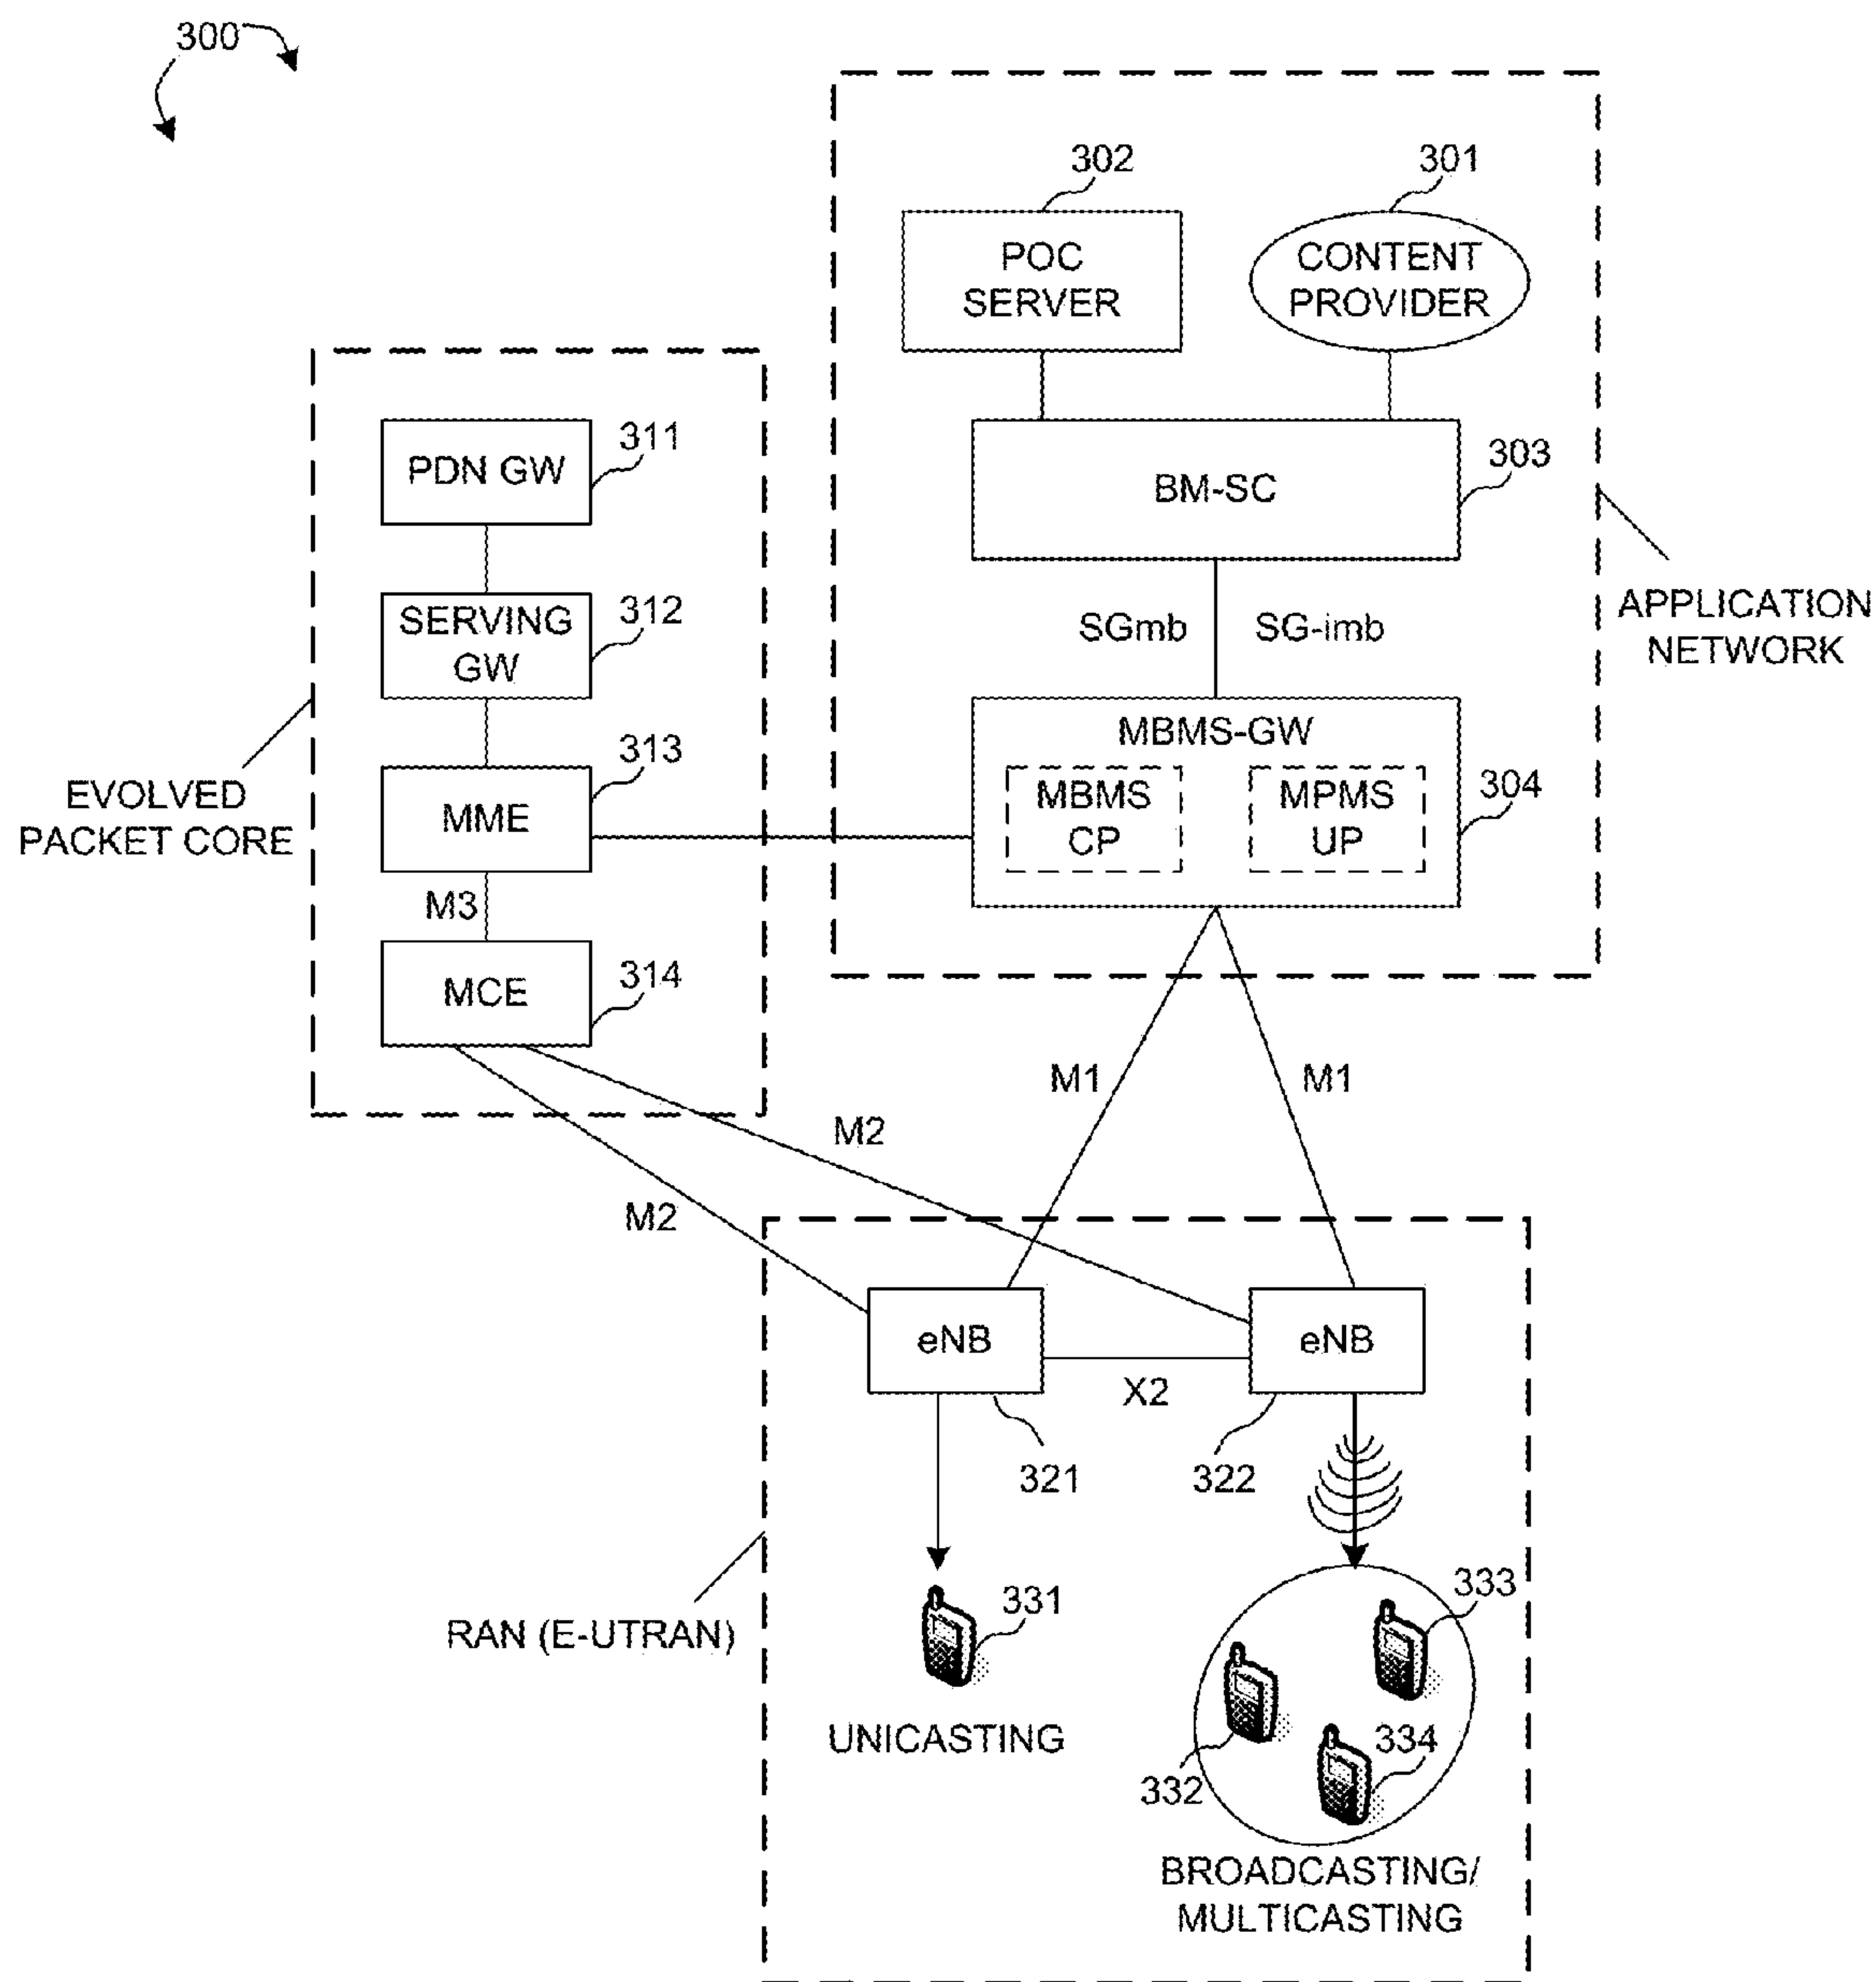 300
302
301
POC
SERVER
CONTENT
PROVIDER
311
PDN GW
303
BM-SC
312
SERVING
GW
SGmb
SG-imb
APPLICATION
NETWORK
313
MME
MBMS-GW
304
MBMS
CP
MPMS
UP
EVOLVED
PACKET CORE
M3
314
MCE
M1
M1
M2
M2
eNB
eNB
X2
321
322
331
333
RAN (E-UTRAN)
UNICASTING
332
334
BROADCASTING/
MULTICASTING